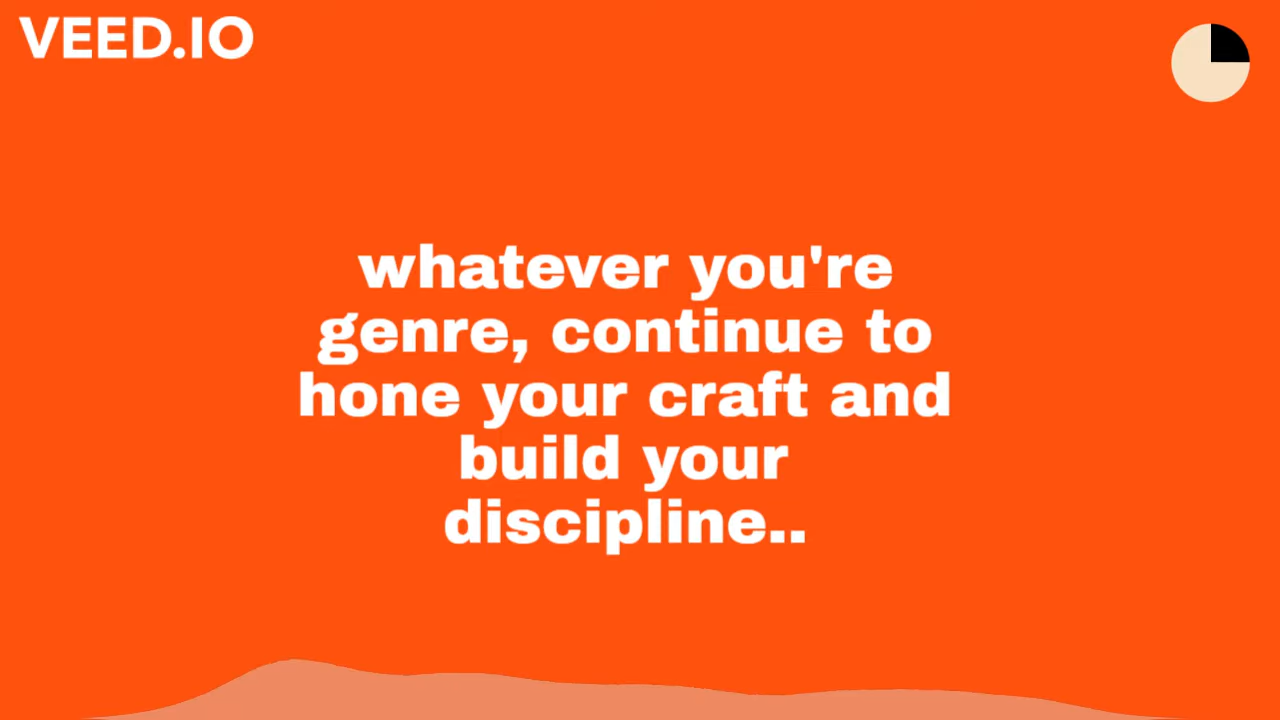 VEED.IO
whatever you're
genre, continue to
hone your craft and
build your
discipline..